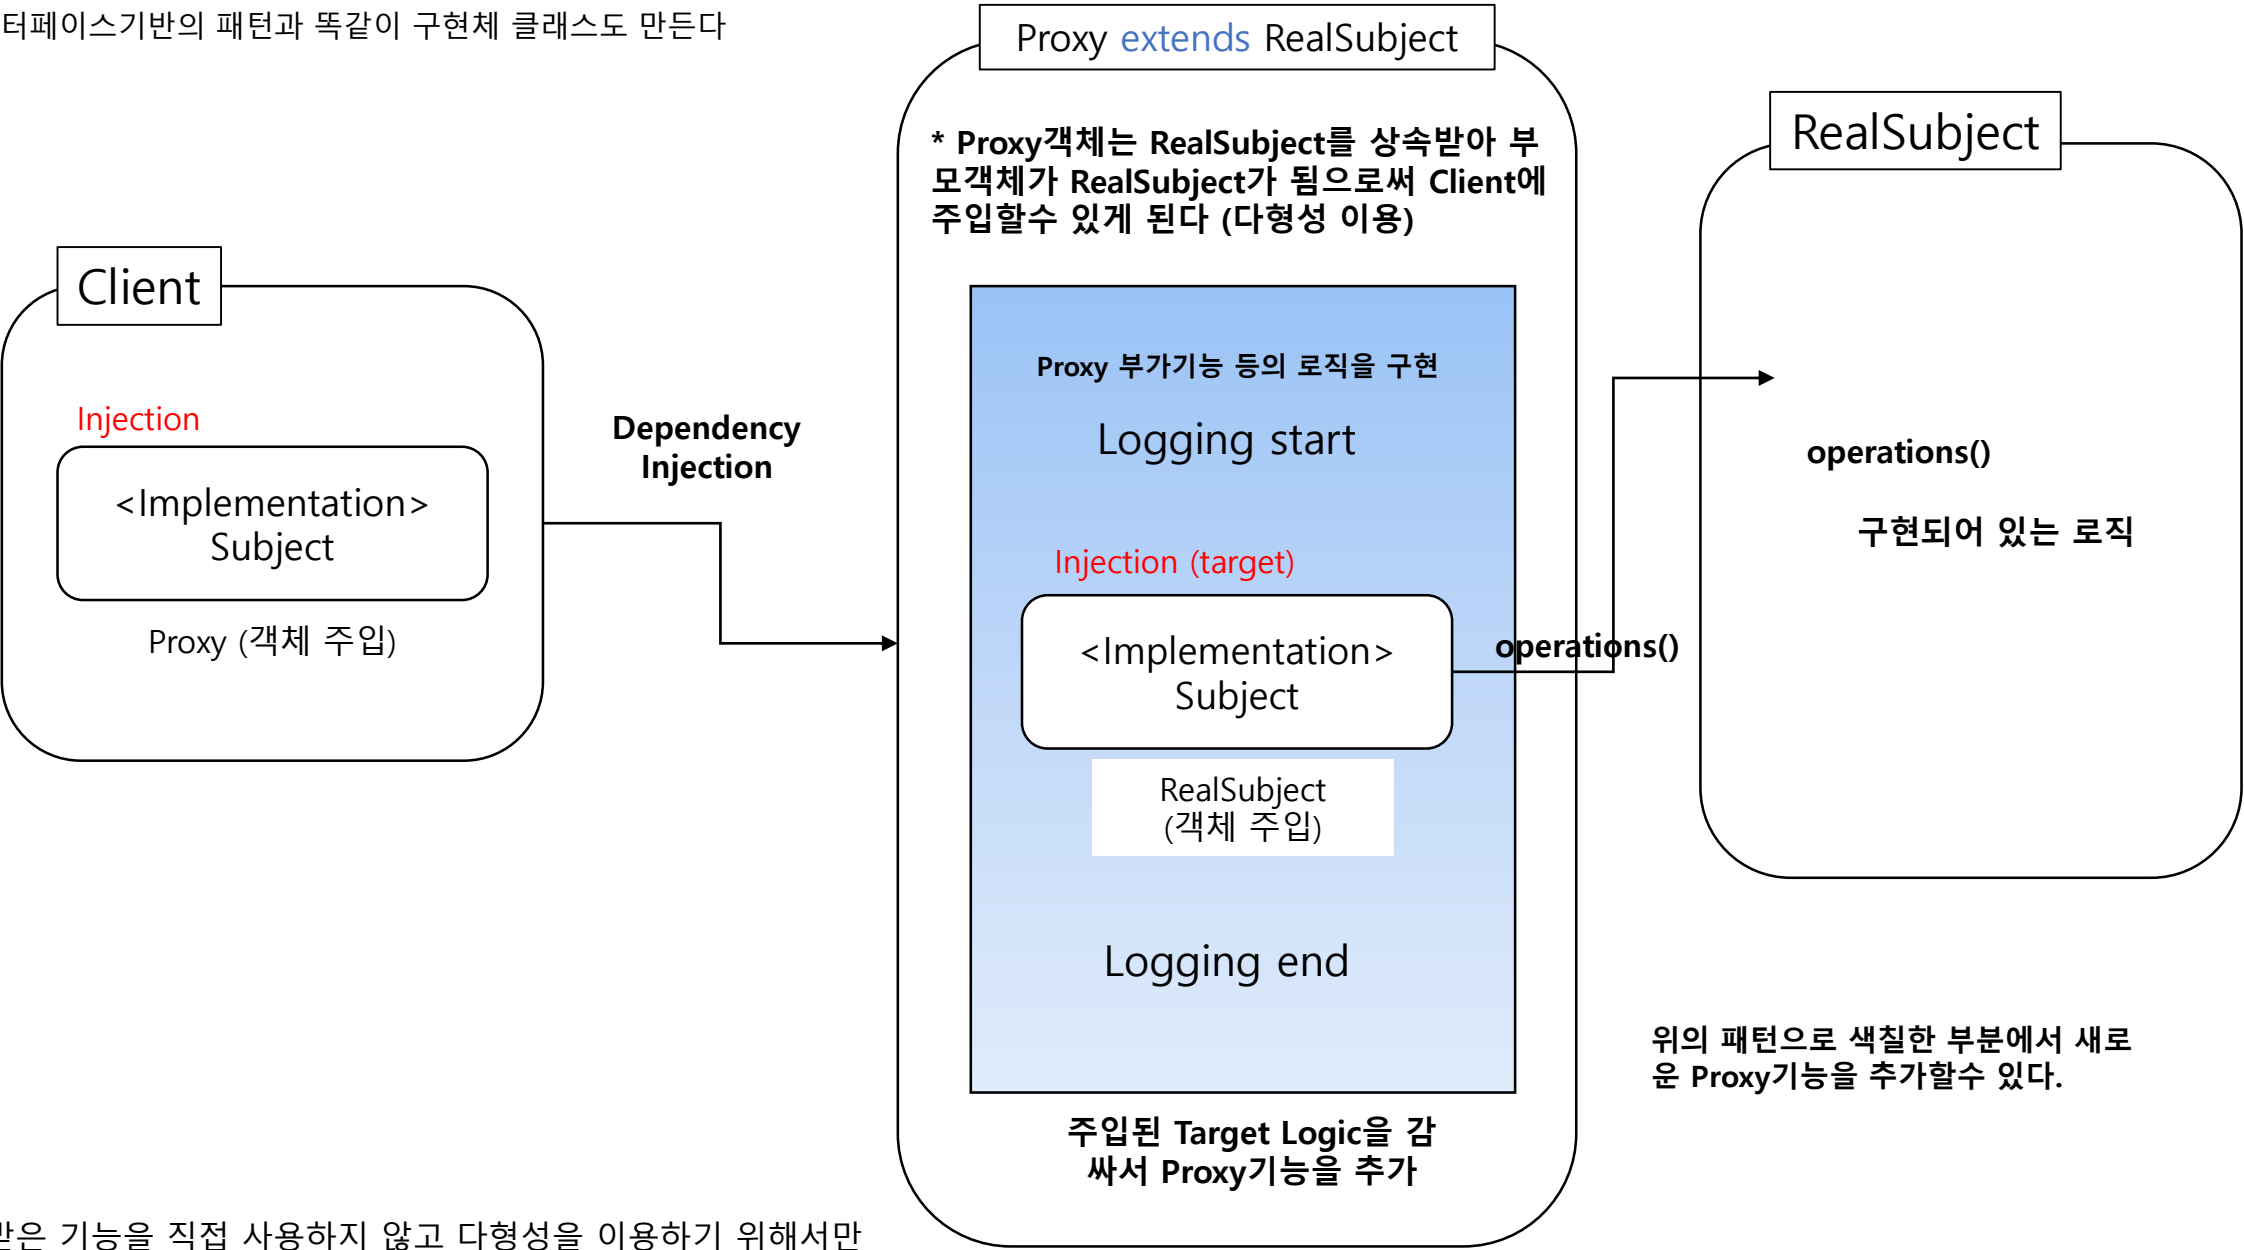 터페이스기반의 패턴과 똑같이 구현체 클래스도 만든다
Proxy extends RealSubject
* Proxy객체는 RealSubject를 상속받아 부
모객체가 RealSubject가 됨으로써 Client에
주입할수 있게 된다 (다형성 이용)
RealSubject
Client
Injection
<Implementation>
Subject
Proxy (객체 주입)
Dependency
Injection
Proxy 부가기능 등의 로직을 구현
Logging start
Injection (target)
<Implementation>
Subject
RealSubject
(객체 주입)
Logging end
operations()
operations()
구현되어 있는 로직
주입된 Target Logic을 감
싸서 Proxy기능을 추가
위의 패턴으로 색칠한 부분에서 새로
운 Proxy기능을 추가할수 있다.
받은 기능을 직접 사용하지 않고 다형성을 이용하기 위해서만